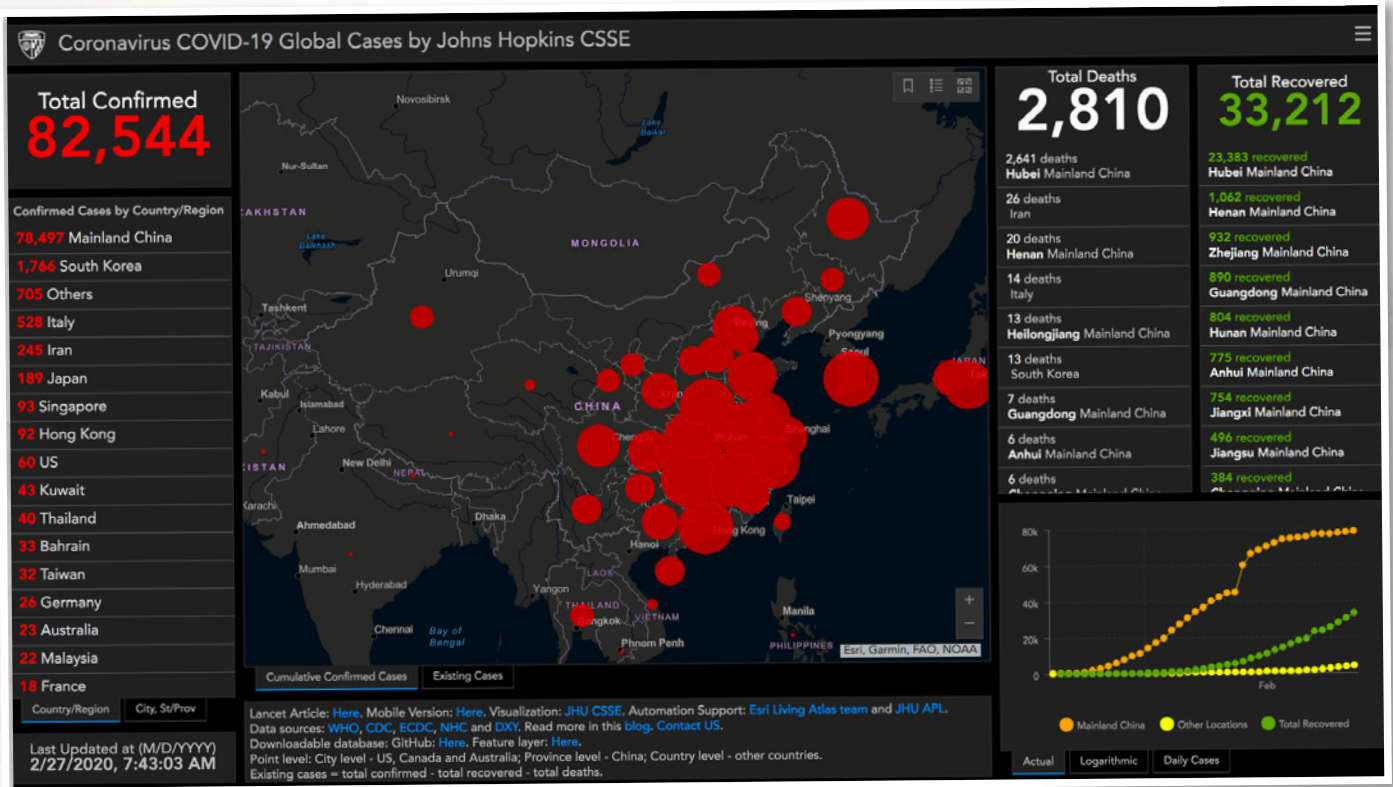 Coronavirus COVID-19 Global Cases by Johns Hopkins CSSE
Total Confirmed
82,544
Confirmed Cases by Country/Region
78,497 Mainland China
1,766 South Korea
705 Others
528 Italy
245 Iran
189 Japan
93 Singapore
92 Hong Kong
60 US
43 Kuwait
40 Thailand
33 Bahrain
32 Taiwan
26 Germany
23 Australia
22 Malaysia
18 France
Country/Region
City, St/Prov
Last Updated at (M/D/YYYY)
2/27/2020, 7:43:03 AM
Novosibirsk
Lake
Baikal
Nur-Sultan
AKHSTAN
Lake
Balkhash
MONGOLIA
Urumqi
Shenyang
Tashkent
Beijing
TAJIKISTAN
Pyongyang
Seoul
JAPAN
Kabul
Islamabad
CHINA
Lahore
Chengdu
Wuhan
Shanghai
ISTAN
New Delhi
NEPAL
Karachi
Taipei
Ahmedabad
Dhaka
Hong Kong
Hanoi
Mumbai
LAOS
Hyderabad
Yangon
THAILAND
Manila
Bangkok
VIETNAM
Chennai
Bay of
Bengal
Phnom Penh
PHILIPPINES
+
−
Esri, Garmin, FAO, NOAA
Cumulative Confirmed Cases
Existing Cases
Lancet Article: Here. Mobile Version: Here. Visualization: JHU CSSE. Automation Support: Esri Living Atlas team and JHU APL.
Data sources: WHO, CDC, ECDC, NHC and DXY. Read more in this blog. Contact US.
Downloadable database: GitHub: Here. Feature layer: Here.
Point level: City level - US, Canada and Australia; Province level - China; Country level - other countries.
Existing cases = total confirmed - total recovered - total deaths.
Total Deaths
2,810
2,641 deaths
Hubei Mainland China
26 deaths
Iran
20 deaths
Henan Mainland China
14 deaths
Italy
13 deaths
Heilongjiang Mainland China
13 deaths
South Korea
7 deaths
Guangdong Mainland China
6 deaths
Anhui Mainland China
6 deaths
Total Recovered
33,212
23,383 recovered
Hubei Mainland China
1,062 recovered
Henan Mainland China
932 recovered
Zhejiang Mainland China
890 recovered
Guangdong Mainland China
804 recovered
Hunan Mainland China
775 recovered
Anhui Mainland China
754 recovered
Jiangxi Mainland China
496 recovered
Jiangsu Mainland China
384 recovered
80k
60k
40k
20k
0
Feb
Mainland China
Other Locations
Total Recovered
Actual
Logarithmic
Daily Cases